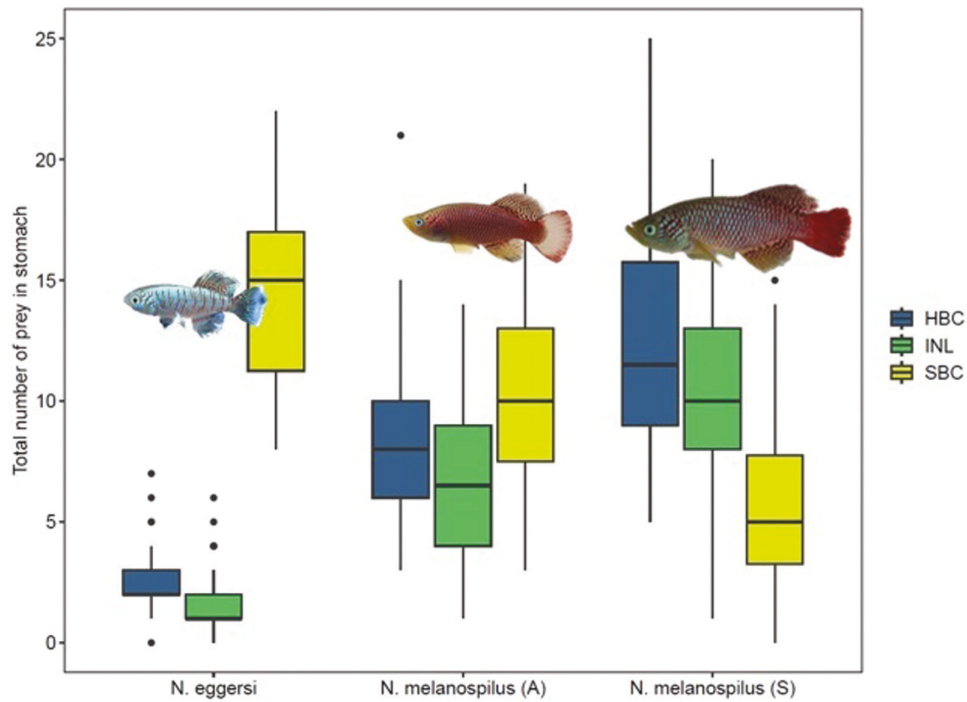 Total number of prey in stomach
25
20
15
10
5
0
N. eggersi
N. melanospilus (A)
N. melanospilus (S)
HBC
INL
SBC